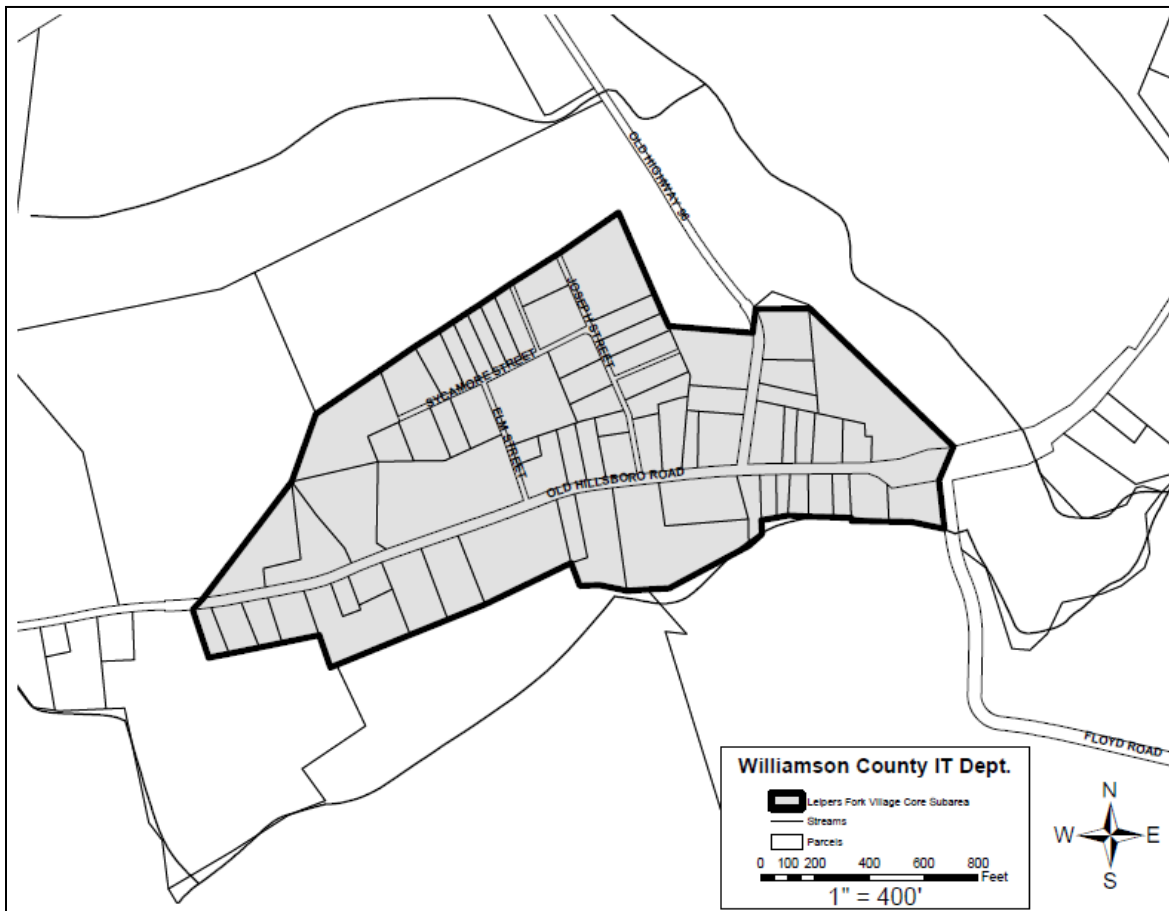 OLD HIGHWAY 96
JOSEPH STREET
SYCAMORE STREET
ELM STREET
OLD HILLSBORO ROAD
FLOYD ROAD
Williamson County IT Dept.
Leipers Fork Village Core Subarea
Streams
Parcels
0 100 200 400 600 800
Feet
1" = 400'
N
W E
S